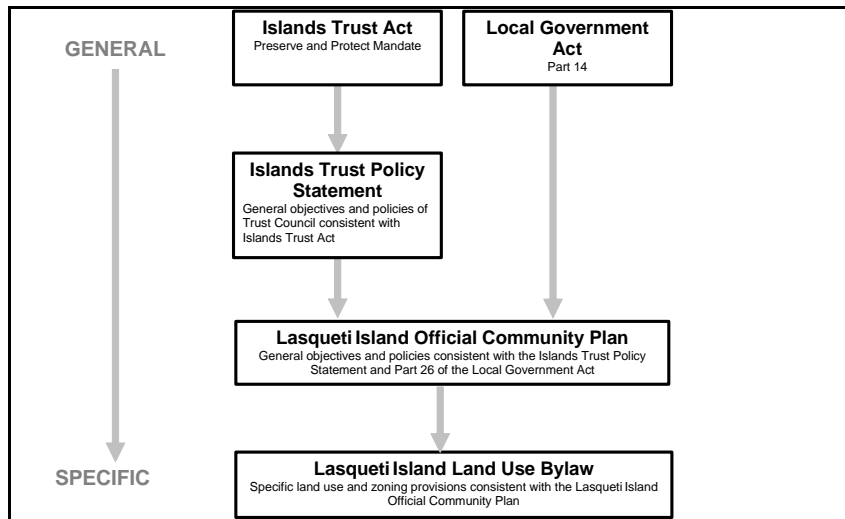 GENERAL
Islands Trust Act
Preserve and Protect Mandate
Local Government
Act
Part 14
Islands Trust Policy
Statement
General objectives and policies of
Trust Council consistent with
Islands Trust Act
Lasqueti Island Official Community Plan
General objectives and policies consistent with the Islands Trust Policy
Statement and Part 26 of the Local Government Act
SPECIFIC
Lasqueti Island Land Use Bylaw
Specific land use and zoning provisions consistent with the Lasqueti Island
Official Community Plan